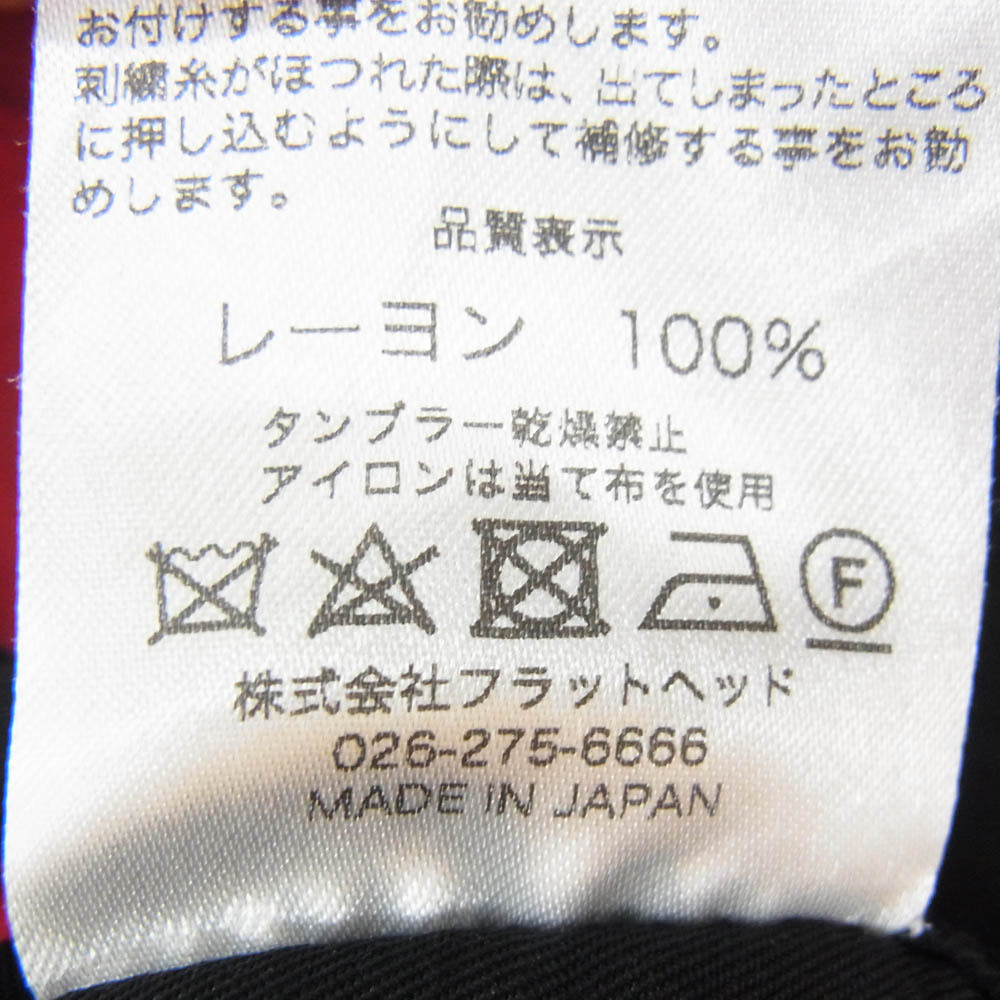 お付けする事をお勧めします。
刺繍糸がほつれた際は、出てしまったところ
に押し込むようにして補修する事をお勧
めします。
品質表示
レーヨン 100%
タンブラー乾燥禁止
アイロンは当て布を使用
F
株式会社フラットヘッド
026-275-6666
MADE IN JAPAN